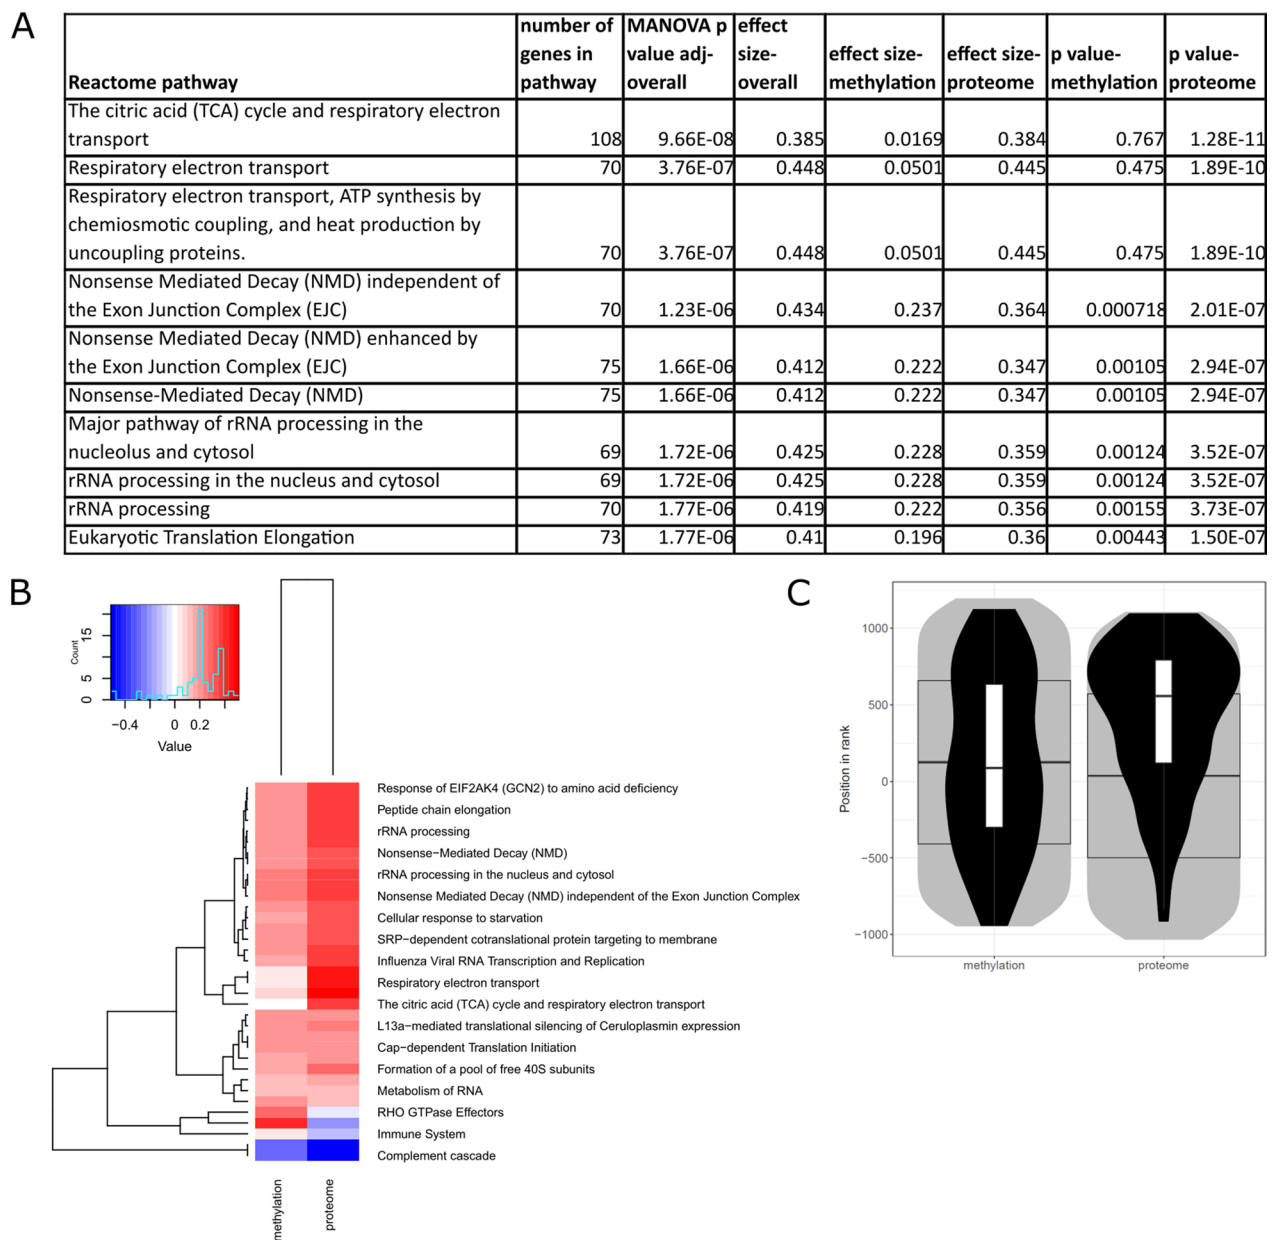 A
Reactome pathway
number of
genes in
pathway
MANOVA p
value adj-
overall
effect
size-
overall
effect size-
methylation
effect size-
proteome
p value-
methylation
p value-
proteome
The citric acid (TCA) cycle and respiratory electron
transport 108 9.66E-08 0.385 0.0169 0.384 0.767 1.28E-11
Respiratory electron transport 70 3.76E-07 0.448 0.0501 0.445 0.475 1.89E-10
Respiratory electron transport, ATP synthesis by
chemiosmotic coupling, and heat production by
uncoupling proteins. 70 3.76E-07 0.448 0.0501 0.445 0.475 1.89E-10
Nonsense Mediated Decay (NMD) independent of
the Exon Junction Complex (EJC) 70 1.23E-06 0.434 0.237 0.364 0.000718 2.01E-07
Nonsense Mediated Decay (NMD) enhanced by
the Exon Junction Complex (EJC) 75 1.66E-06 0.412 0.222 0.347 0.00105 2.94E-07
Nonsense-Mediated Decay (NMD) 75 1.66E-06 0.412 0.222 0.347 0.00105 2.94E-07
Major pathway of rRNA processing in the
nucleolus and cytosol 69 1.72E-06 0.425 0.228 0.359 0.00124 3.52E-07
rRNA processing in the nucleus and cytosol 69 1.72E-06 0.425 0.228 0.359 0.00124 3.52E-07
rRNA processing 70 1.77E-06 0.419 0.222 0.356 0.00155 3.73E-07
Eukaryotic Translation Elongation 73 1.77E-06 0.41 0.196 0.36 0.00443 1.50E-07
B
Count
0 5 15
−0.4 0 0.2
Value
Response of EIF2AK4 (GCN2) to amino acid deficiency
Peptide chain elongation
rRNA processing
Nonsense−Mediated Decay (NMD)
rRNA processing in the nucleus and cytosol
Nonsense Mediated Decay (NMD) independent of the Exon Junction Complex
Cellular response to starvation
SRP−dependent cotranslational protein targeting to membrane
Influenza Viral RNA Transcription and Replication
Respiratory electron transport
The citric acid (TCA) cycle and respiratory electron transport
L13a−mediated translational silencing of Ceruloplasmin expression
Cap−dependent Translation Initiation
Formation of a pool of free 40S subunits
Metabolism of RNA
RHO GTPase Effectors
Immune System
Complement cascade
methylation
proteome
C
Position in rank
1000
500
0
−500
−1000
methylation
proteome